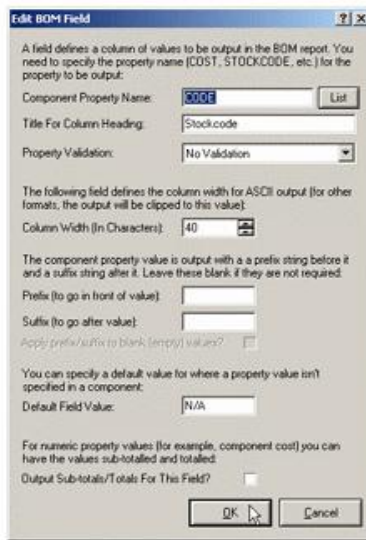 Edit BOM Field
A field defines a column of values to be output in the BOM report. You
need to specify the property name (COST, STOCKCODE, etc.) for the
property to be output:
Component Property Name: CODE List
Title For Column Heading: Stockcode
Property Validation: No Validation
The following field defines the column width for ASCII output (for other
formats, the output will be clipped to this value):
Column Width (In Characters): 40
The component property value is output with a a prefix string before it
and a suffix string after it. Leave these blank if they are not required:
Prefix (to go in front of value):
Suffix (to go after value):
Apply prefix/suffix to blank (empty) values?
You can specify a default value for where a property value isn't
specified in a component:
Default Field Value: N/A
For numeric property values (for example, component cost) you can
have the values sub-totalled and totalled:
Output Sub-totals/Totals For This Field?
OK Cancel